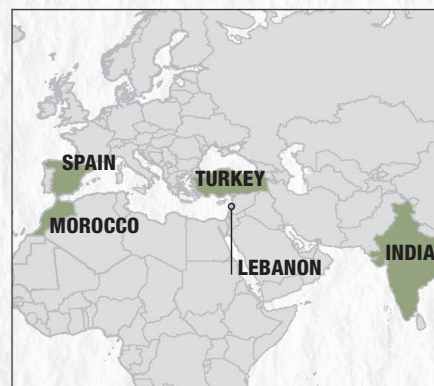 SPAIN
TURKEY
MOROCCO
LEBANON
INDIA